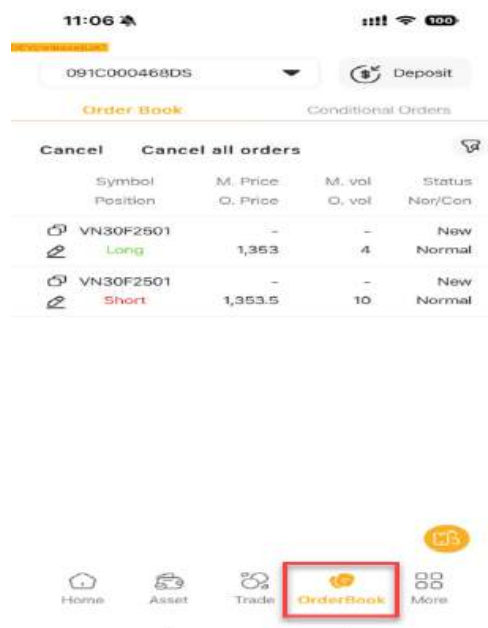 11:06
100
091C000468DS
Deposit
Order Book Conditional Orders
Cancel Cancel all orders
Symbol M. Price M. vol Status
Position O. Price O. vol Nor/Con
VN30F2501 - - New
Long 1,353 4 Normal
VN30F2501 - - New
Short 1,353.5 10 Normal
Home Asset Trade OrderBook More